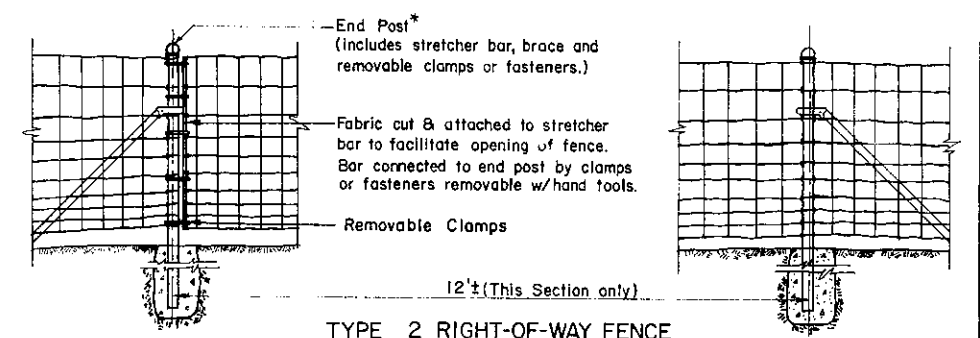 End Post*
(includes stretcher bar, brace and
removable clamps or fasteners.)
Fabric cut & attached to stretcher
bar to facilitate opening of fence.
Bar connected to end post by clamps
or fasteners removable w/hand tools.
Removable Clamps
12'± (This Section only)
TYPE 2 RIGHT-OF-WAY FENCE